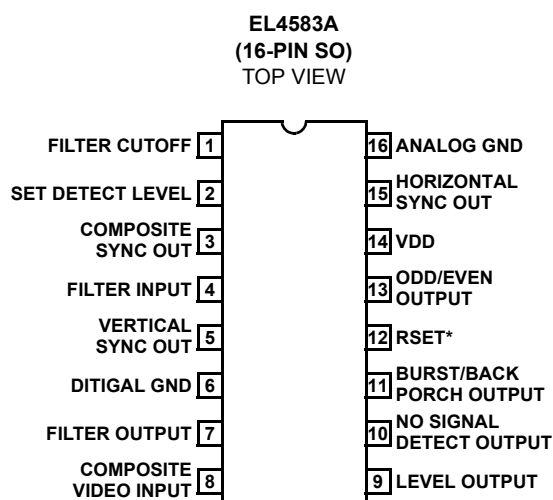 EL4583A
(16-PIN SO)
TOP VIEW
FILTER CUTOFF 1
16 ANALOG GND
SET DETECT LEVEL 2
15 HORIZONTAL
SYNC OUT
COMPOSITE
SYNC OUT 3
14 VDD
FILTER INPUT 4
13 ODD/EVEN
OUTPUT
VERTICAL
SYNC OUT 5
12 RSET*
DITIGAL GND 6
11 BURST/BACK
PORCH OUTPUT
FILTER OUTPUT 7
10 NO SIGNAL
DETECT OUTPUT
COMPOSITE
VIDEO INPUT 8
9 LEVEL OUTPUT